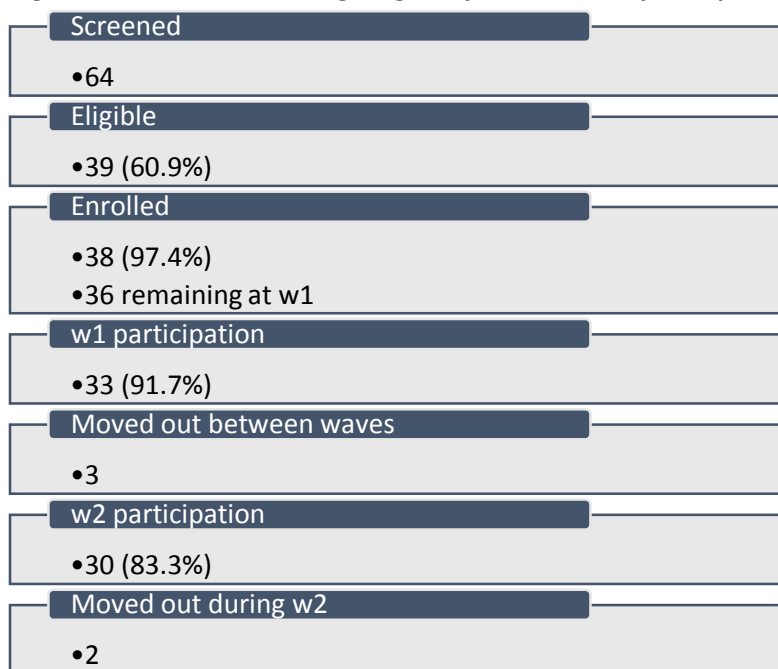 Screened
•64
Eligible
•39 (60.9%)
Enrolled
•38 (97.4%)
•36 remaining at w1
w1 participation
•33 (91.7%)
Moved out between waves
•3
w2 participation
•30 (83.3%)
Moved out during w2
•2